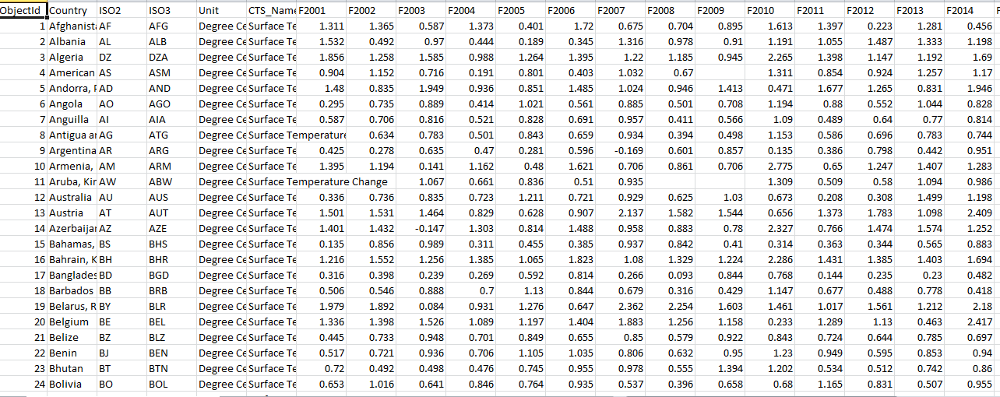 ObjectId Country ISO2 ISO3 Unit CTS_Name F2001 F2002 F2003 F2004 F2005 F2006 F2007 F2008 F2009 F2010 F2011 F2012 F2013 F2014
1 Afghanist AF AFG Degree Ce Surface Te 1.311 1.365 0.587 1.373 0.401 1.72 0.675 0.704 0.895 1.613 1.397 0.223 1.281 0.456
2 Albania AL ALB Degree Ce Surface Te 1.532 0.492 0.97 0.444 0.189 0.345 1.316 0.978 0.91 1.191 1.055 1.487 1.333 1.198
3 Algeria DZ DZA Degree Ce Surface Te 1.856 1.258 1.585 0.988 1.264 1.395 1.22 1.185 0.945 2.265 1.398 1.147 1.192 1.69
4 American AS ASM Degree Ce Surface Te 0.904 1.152 0.716 0.191 0.801 0.403 1.032 0.67 1.311 0.854 0.924 1.257 1.17
5 Andorra, P AD AND Degree Ce Surface Te 1.48 0.835 1.949 0.936 0.851 1.485 1.024 0.946 1.413 0.471 1.677 1.265 0.831 1.946
6 Angola AO AGO Degree Ce Surface Te 0.295 0.735 0.889 0.414 1.021 0.561 0.885 0.501 0.708 1.194 0.88 0.552 1.044 0.828
7 Anguilla AI AIA Degree Ce Surface Te 0.587 0.706 0.816 0.521 0.828 0.691 0.957 0.411 0.566 1.09 0.489 0.64 0.77 0.814
8 Antigua an AG ATG Degree Ce Surface Temperature 0.634 0.783 0.501 0.843 0.659 0.934 0.394 0.498 1.153 0.586 0.696 0.783 0.744
9 Argentina AR ARG Degree Ce Surface Te 0.425 0.278 0.635 0.47 0.281 0.596 -0.169 0.601 0.857 0.135 0.386 0.798 0.442 0.951
10 Armenia, AM ARM Degree Ce Surface Te 1.395 1.194 0.141 1.162 0.48 1.621 0.706 0.861 0.706 2.775 0.65 1.247 1.407 1.283
11 Aruba, Kin AW ABW Degree Ce Surface Temperature Change 1.067 0.661 0.836 0.51 0.935 1.309 0.509 0.58 1.094 0.986
12 Australia AU AUS Degree Ce Surface Te 0.336 0.736 0.835 0.723 1.211 0.721 0.929 0.625 1.03 0.673 0.208 0.308 1.499 1.198
13 Austria AT AUT Degree Ce Surface Te 1.501 1.531 1.464 0.829 0.628 0.907 2.137 1.582 1.544 0.656 1.373 1.783 1.098 2.409
14 Azerbaijan AZ AZE Degree Ce Surface Te 1.401 1.432 -0.147 1.303 0.814 1.488 0.958 0.883 0.78 2.327 0.766 1.474 1.574 1.252
15 Bahamas, BS BHS Degree Ce Surface Te 0.135 0.856 0.989 0.311 0.455 0.385 0.937 0.842 0.41 0.314 0.363 0.344 0.565 0.883
16 Bahrain, K BH BHR Degree Ce Surface Te 1.216 1.552 1.256 1.385 1.065 1.823 1.08 1.329 1.224 2.286 1.431 1.385 1.403 1.694
17 Banglades BD BGD Degree Ce Surface Te 0.316 0.398 0.239 0.269 0.592 0.814 0.266 0.093 0.844 0.768 0.144 0.235 0.23 0.482
18 Barbados BB BRB Degree Ce Surface Te 0.506 0.546 0.888 0.7 1.13 0.844 0.679 0.316 0.429 1.147 0.677 0.488 0.778 0.418
19 Belarus, R BY BLR Degree Ce Surface Te 1.979 1.892 0.084 0.931 1.276 0.647 2.362 2.254 1.603 1.461 1.017 1.561 1.212 2.18
20 Belgium BE BEL Degree Ce Surface Te 1.336 1.398 1.526 1.089 1.197 1.404 1.883 1.256 1.158 0.233 1.289 1.13 0.463 2.417
21 Belize BZ BLZ Degree Ce Surface Te 0.445 0.733 0.948 0.701 0.849 0.655 0.85 0.579 0.922 0.843 0.724 0.644 0.785 0.697
22 Benin BJ BEN Degree Ce Surface Te 0.517 0.721 0.936 0.706 1.105 1.035 0.806 0.632 0.95 1.23 0.949 0.595 0.853 0.94
23 Bhutan BT BTN Degree Ce Surface Te 0.72 0.492 0.498 0.476 0.745 0.955 0.978 0.555 1.394 1.202 0.534 0.512 0.742 0.86
24 Bolivia BO BOL Degree Ce Surface Te 0.653 1.016 0.641 0.846 0.764 0.935 0.537 0.396 0.658 0.68 1.165 0.831 0.507 0.955